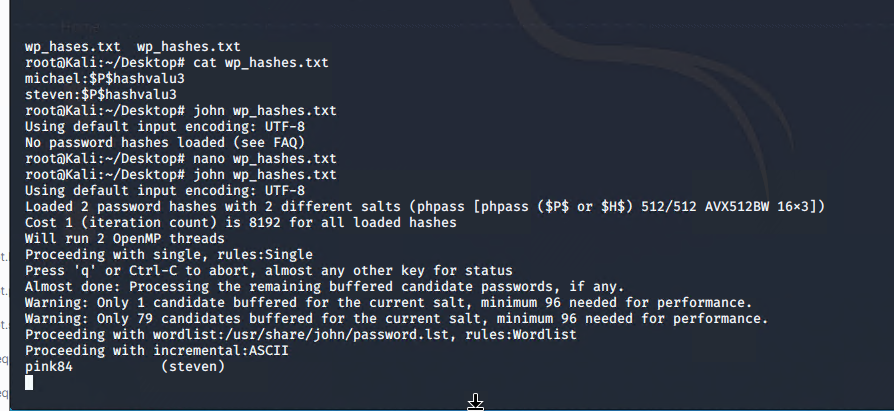 wp_hases.txt  wp_hashes.txt
root@Kali:~/Desktop# cat wp_hashes.txt
michael:$P$hashvalu3
steven:$P$hashvalu3
root@Kali:~/Desktop# john wp_hashes.txt
Using default input encoding: UTF-8
No password hashes loaded (see FAQ)
root@Kali:~/Desktop# nano wp_hashes.txt
root@Kali:~/Desktop# john wp_hashes.txt
Using default input encoding: UTF-8
Loaded 2 password hashes with 2 different salts (phpass [phpass ($P$ or $H$) 512/512 AVX512BW 16×3])
Cost 1 (iteration count) is 8192 for all loaded hashes
Will run 2 OpenMP threads
Proceeding with single, rules:Single
Press 'q' or Ctrl-C to abort, almost any other key for status
Almost done: Processing the remaining buffered candidate passwords, if any.
Warning: Only 1 candidate buffered for the current salt, minimum 96 needed for performance.
Warning: Only 79 candidates buffered for the current salt, minimum 96 needed for performance.
Proceeding with wordlist:/usr/share/john/password.lst, rules:Wordlist
Proceeding with incremental:ASCII
pink84           (steven)